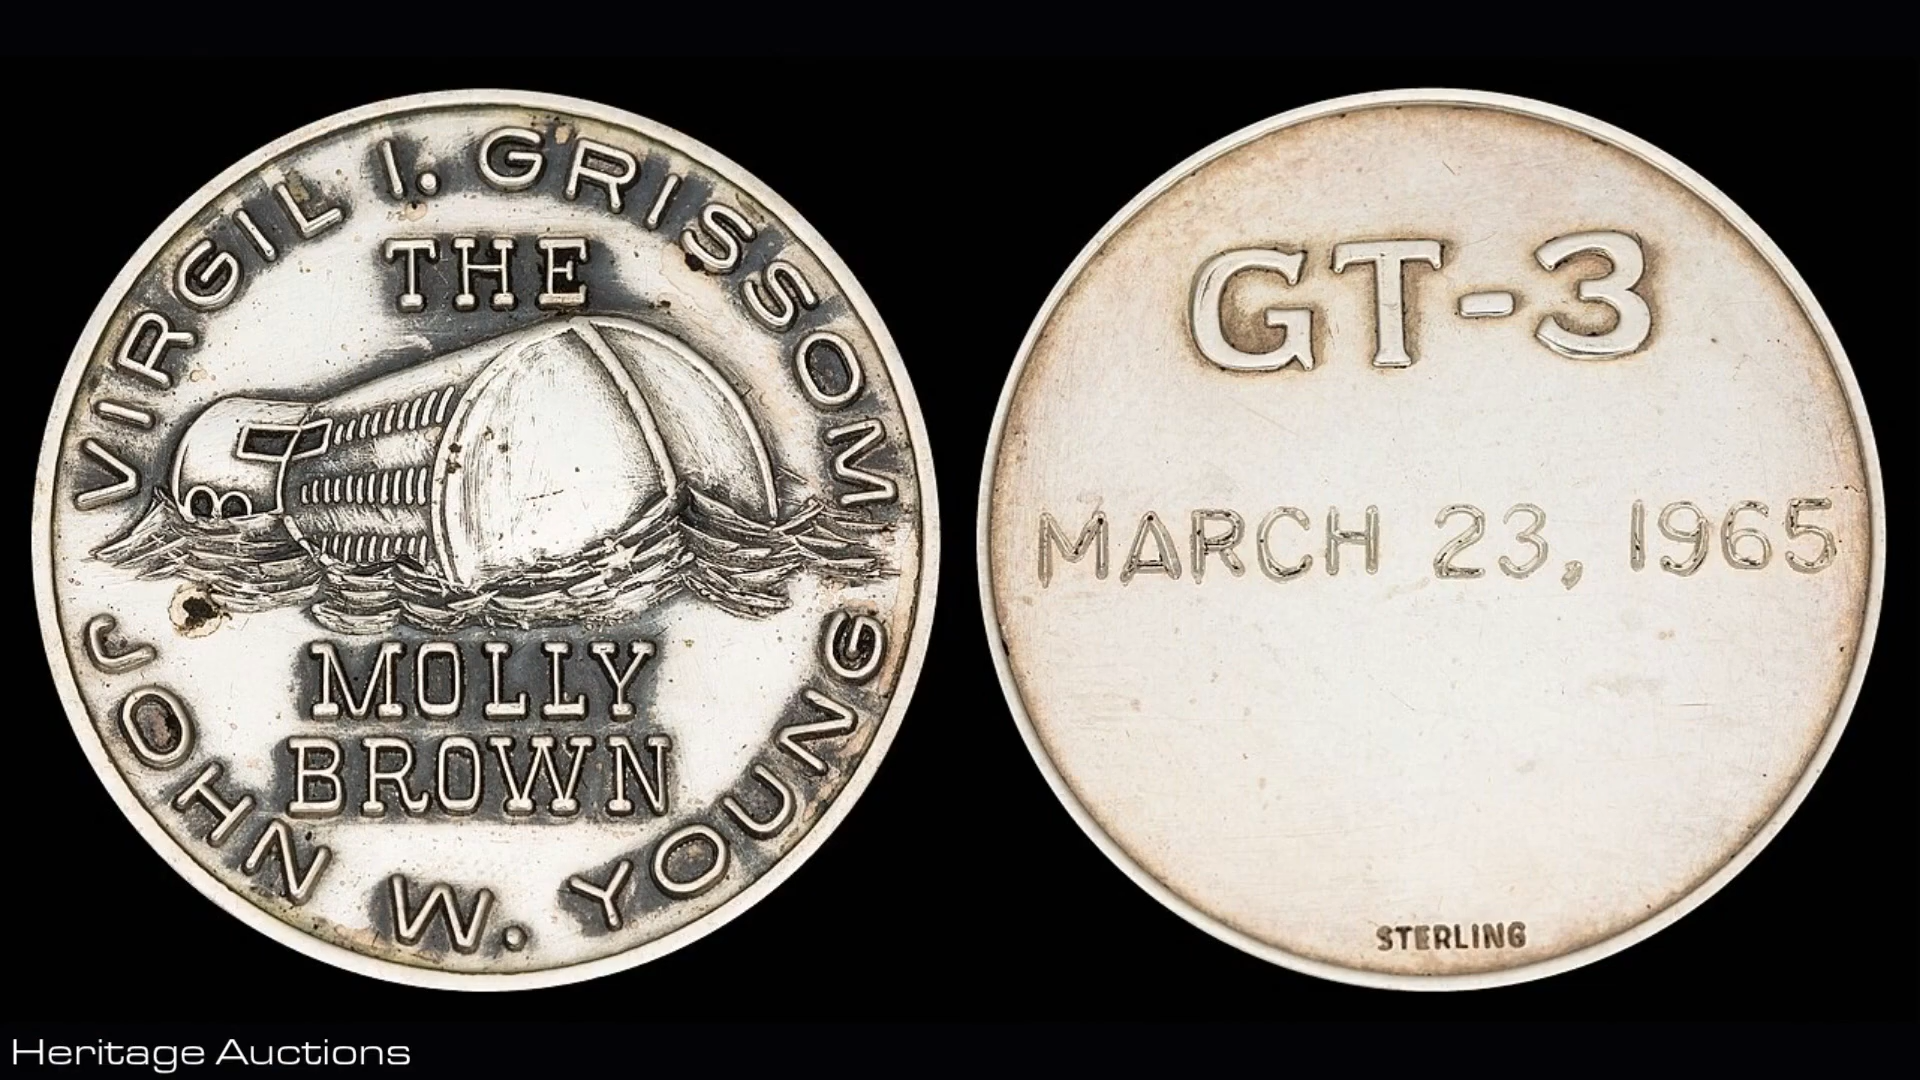 VIRGIL I. GRISSOM
THE
MOLLY
BROWN
JOHN W. YOUNG
GT-3
MARCH 23, 1965
STERLING
Heritage Auctions